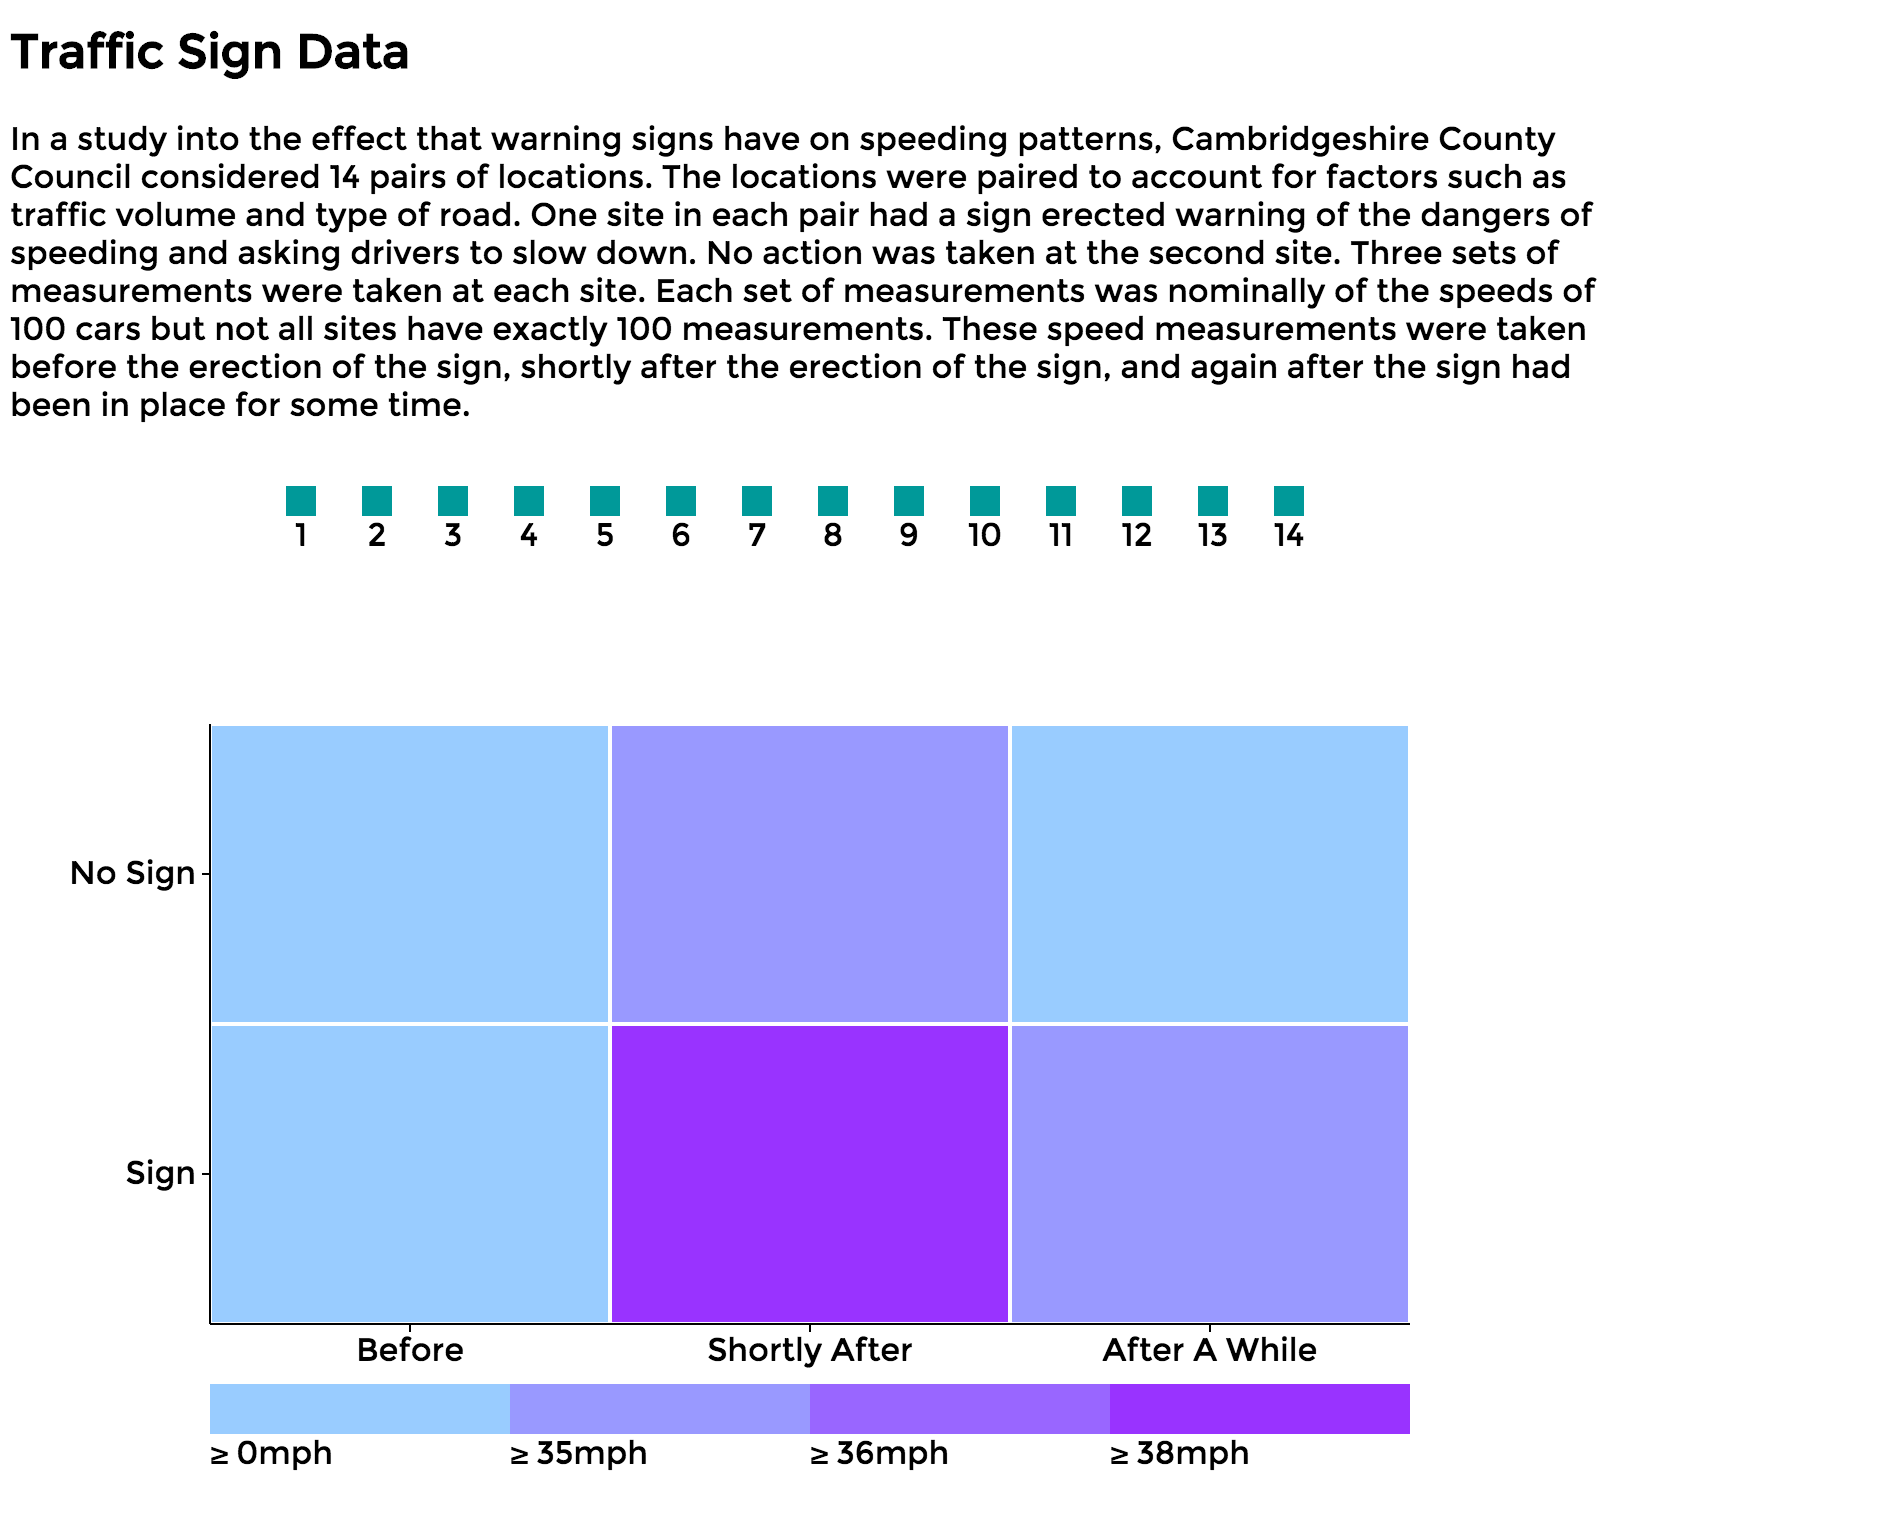 Traffic Sign Data
In a study into the effect that warning signs have on speeding patterns, Cambridgeshire County
Council considered 14 pairs of locations. The locations were paired to account for factors such as
traffic volume and type of road. One site in each pair had a sign erected warning of the dangers of
speeding and asking drivers to slow down. No action was taken at the second site. Three sets of
measurements were taken at each site. Each set of measurements was nominally of the speeds of
100 cars but not all sites have exactly 100 measurements. These speed measurements were taken
before the erection of the sign, shortly after the erection of the sign, and again after the sign had
been in place for some time.
1 2 3 4 5 6 7 8 9 10 11 12 13 14
No Sign
Sign
Before Shortly After After A While
≥ 0mph ≥ 35mph ≥ 36mph ≥ 38mph